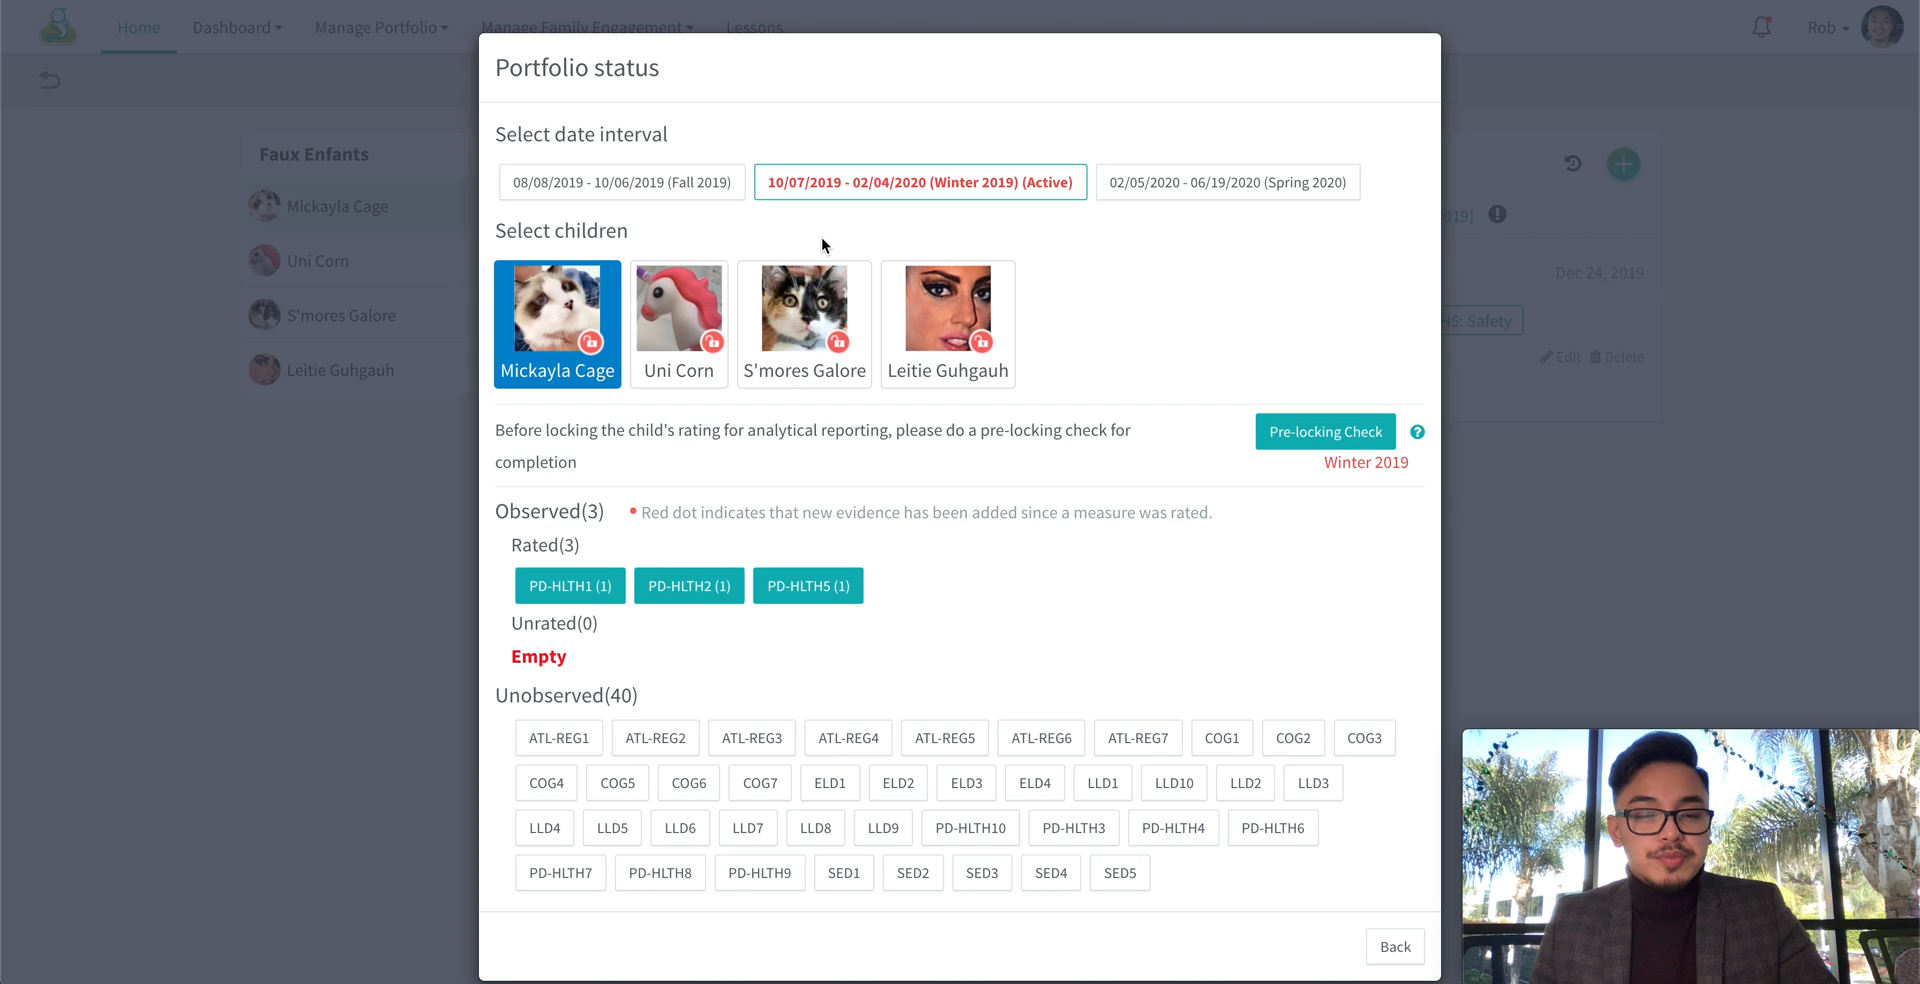 Home
Dashboard
Manage Portfolio
Manage Family Engagement
Lessons
Rob
Portfolio status
Select date interval
08/08/2019 - 10/06/2019 (Fall 2019)
10/07/2019 - 02/04/2020 (Winter 2019) (Active)
02/05/2020 - 06/19/2020 (Spring 2020)
Faux Enfants
Mickayla Cage
Uni Corn
S'mores Galore
Leitie Guhgauh
Select children
Mickayla Cage
Uni Corn
S'mores Galore
Leitie Guhgauh
019)
Dec 24, 2019
H5: Safety
Edit
Delete
Before locking the child's rating for analytical reporting, please do a pre-locking check for
completion
Pre-locking Check
?
Winter 2019
Observed(3)
Red dot indicates that new evidence has been added since a measure was rated.
Rated(3)
PD-HLTH1 (1)
PD-HLTH2 (1)
PD-HLTH5 (1)
Unrated(0)
Empty
Unobserved(40)
ATL-REG1
ATL-REG2
ATL-REG3
ATL-REG4
ATL-REG5
ATL-REG6
ATL-REG7
COG1
COG2
COG3
COG4
COG5
COG6
COG7
ELD1
ELD2
ELD3
ELD4
LLD1
LLD10
LLD2
LLD3
LLD4
LLD5
LLD6
LLD7
LLD8
LLD9
PD-HLTH10
PD-HLTH3
PD-HLTH4
PD-HLTH6
PD-HLTH7
PD-HLTH8
PD-HLTH9
SED1
SED2
SED3
SED4
SED5
Back